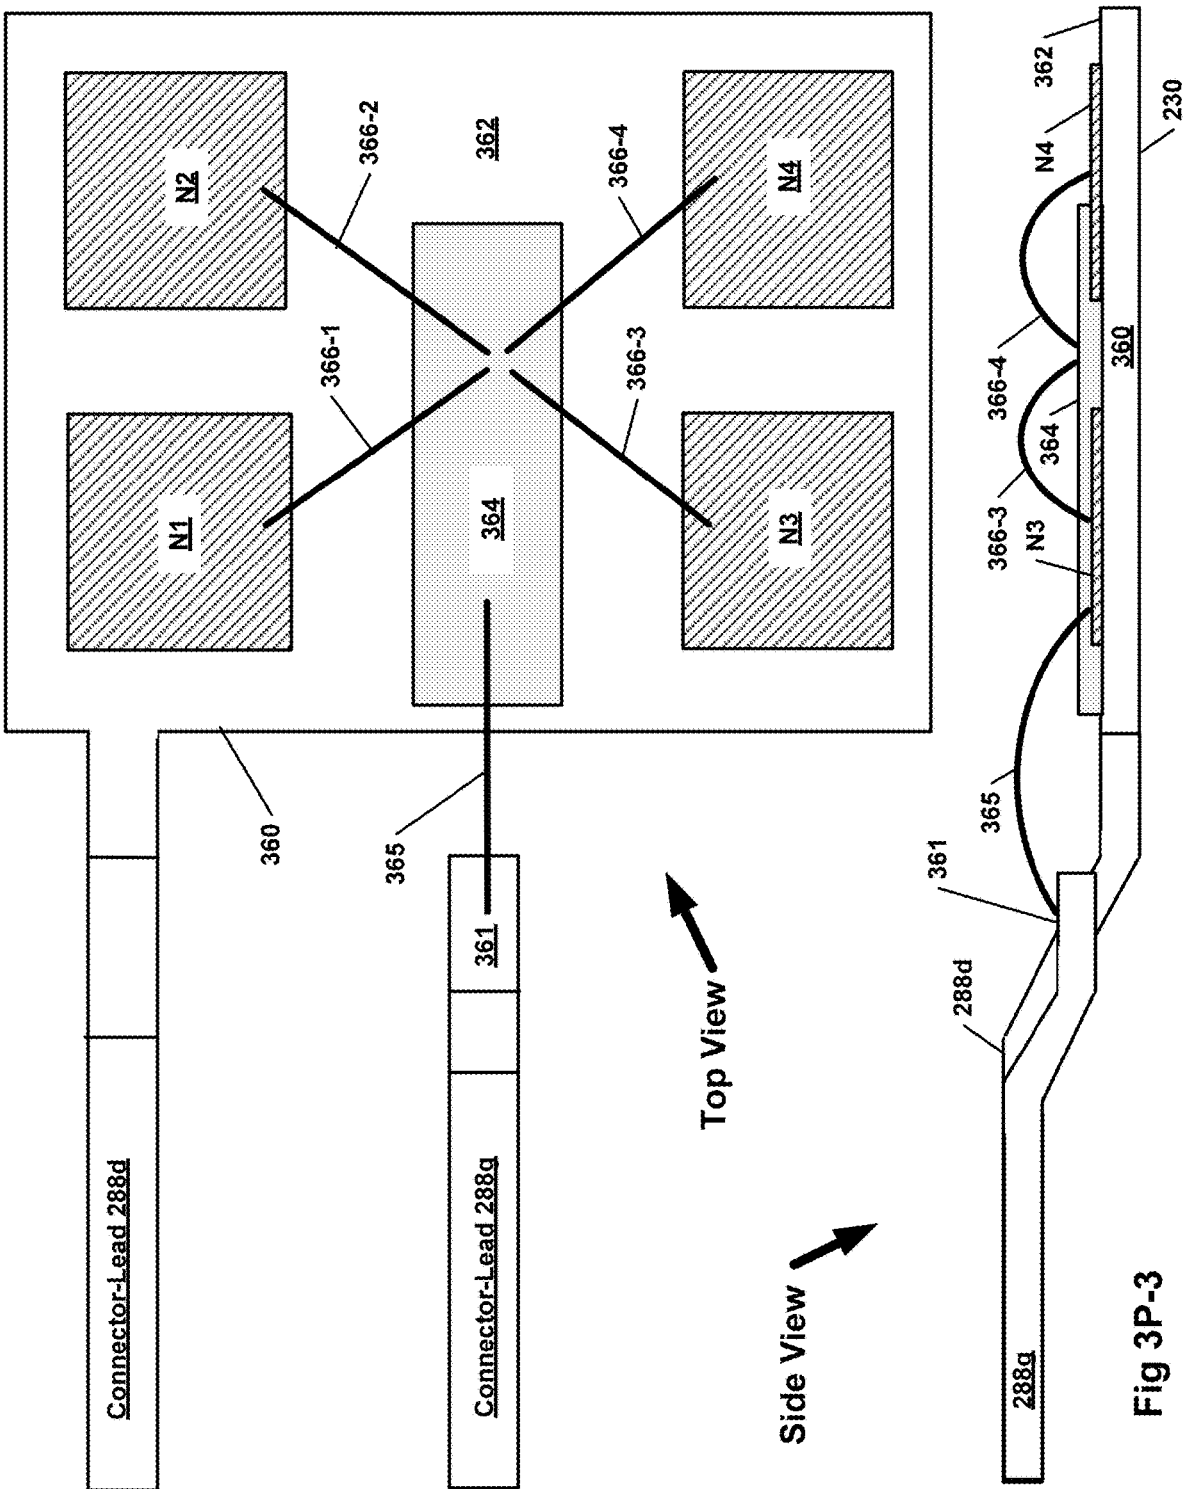 Connector-Lead 288d
Connector-Lead 288g
361
365
360
N1
N2
366-1
366-2
364
362
366-3
366-4
N3
N4
Top View
Side View
288g
288d
361
365
N3
366-3
364
366-4
N4
362
360
230
Fig 3P-3